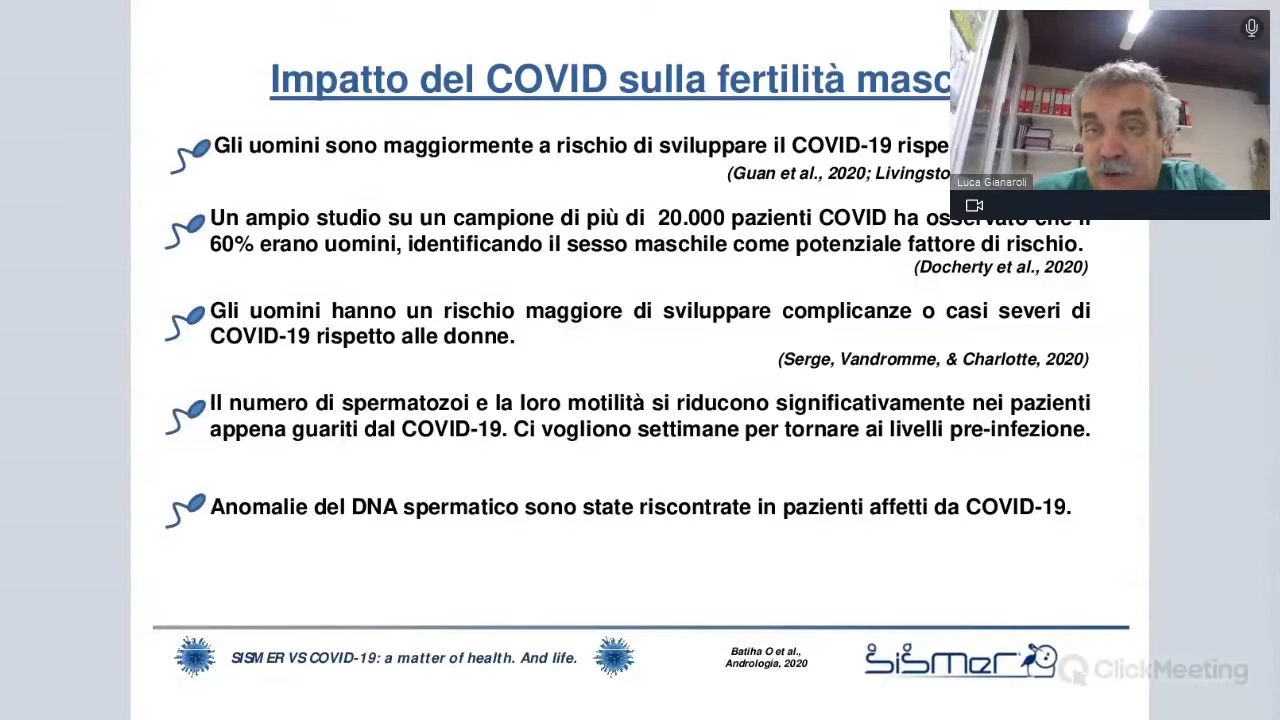 Impatto del COVID sulla fertilità masc
Gli uomini sono maggiormente a rischio di sviluppare il COVID-19 rispe
(Guan et al., 2020; Livingsto
Luca Gianaroli
Un ampio studio su un campione di più di 20.000 pazienti COVID ha osservato che il
60% erano uomini, identificando il sesso maschile come potenziale fattore di rischio.
(Docherty et al., 2020)
Gli uomini hanno un rischio maggiore di sviluppare complicanze o casi severi di
COVID-19 rispetto alle donne.
(Serge, Vandromme, & Charlotte, 2020)
Il numero di spermatozoi e la loro motilità si riducono significativamente nei pazienti
appena guariti dal COVID-19. Ci vogliono settimane per tornare ai livelli pre-infezione.
Anomalie del DNA spermatico sono state riscontrate in pazienti affetti da COVID-19.
SISMER VS COVID-19: a matter of health. And life.
Batiha O et al.,
Andrologia, 2020
sismer
ClickMeeting